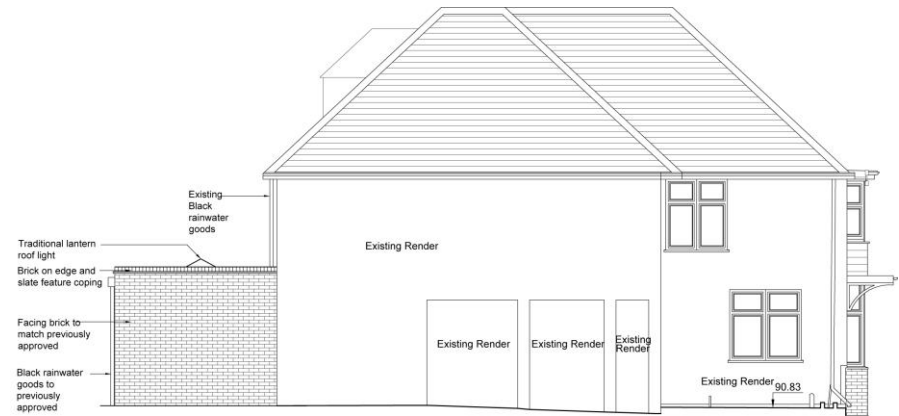 Existing
Black
rainwater
goods
Traditional lantern
roof light
Existing Render
Brick on edge and
slate feature coping
Facing brick to
match previously
approved
Existing Render
Existing Render
Existing
Render
Black rainwater
goods to
previously
approved
Existing Render
90.83